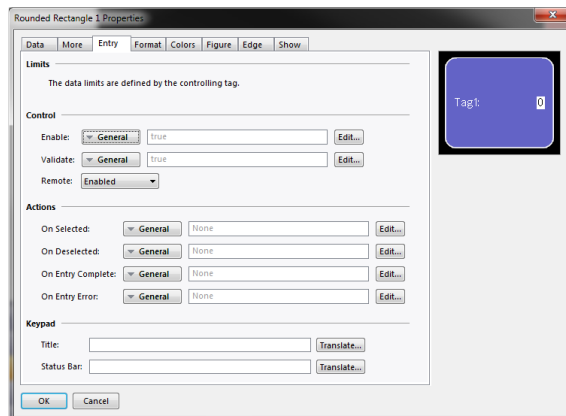 Rounded Rectangle 1 Properties
Data More Entry Format Colors Figure Edge Show
Limits
The data limits are defined by the controlling tag.
Control
Enable: General true Edit...
Validate: General true Edit...
Remote: Enabled
Actions
On Selected: General None Edit...
On Deselected: General None Edit...
On Entry Complete: General None Edit...
On Entry Error: General None Edit...
Keypad
Title: Translate...
Status Bar: Translate...
OK Cancel
Tag1: 0